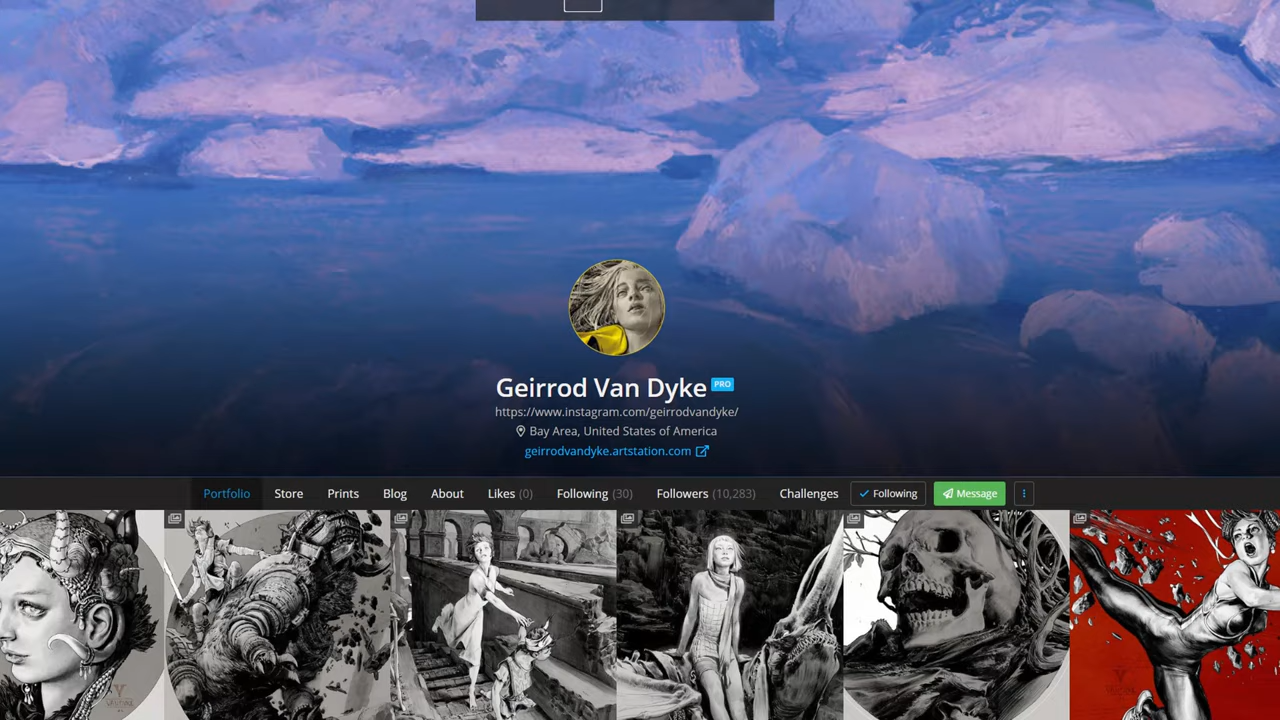 Geirrod Van Dyke PRO
https://www.instagram.com/geirrodvandyke/
Bay Area, United States of America
geirrodvandyke.artstation.com
Portfolio Store Prints Blog About Likes (0) Following (30) Followers (10,283) Challenges Following Message